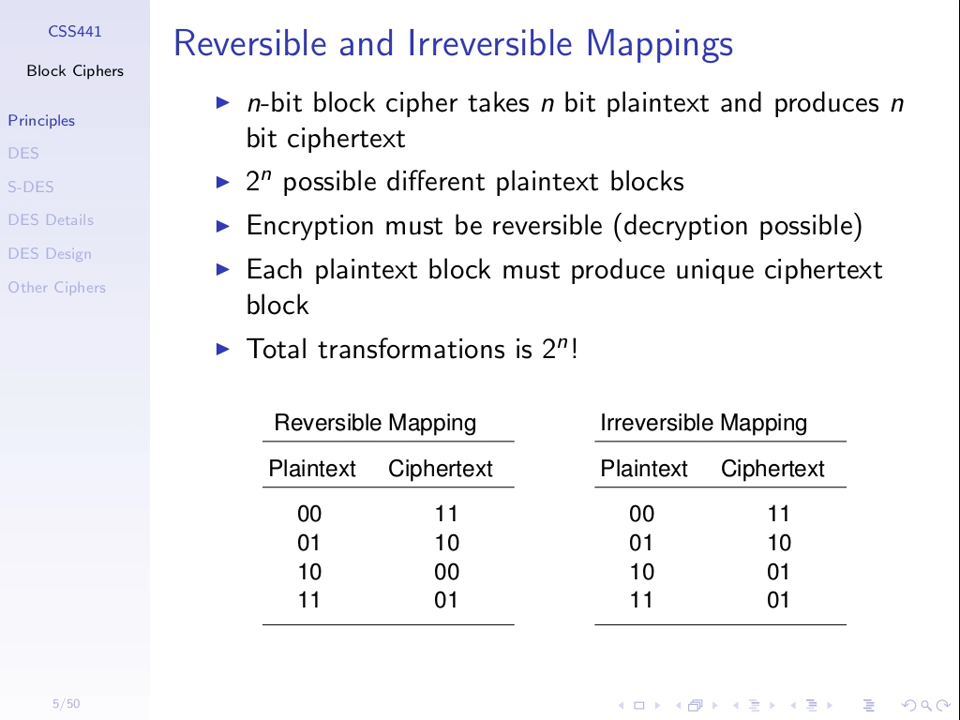 CSS441
Block Ciphers
Principles
DES
S-DES
DES Details
DES Design
Other Ciphers
5/50
Reversible and Irreversible Mappings
n-bit block cipher takes n bit plaintext and produces n
bit ciphertext
2ⁿ possible different plaintext blocks
Encryption must be reversible (decryption possible)
Each plaintext block must produce unique ciphertext
block
Total transformations is 2ⁿ!
Reversible Mapping
Plaintext Ciphertext
00 11
01 10
10 00
11 01
Irreversible Mapping
Plaintext Ciphertext
00 11
01 10
10 01
11 01